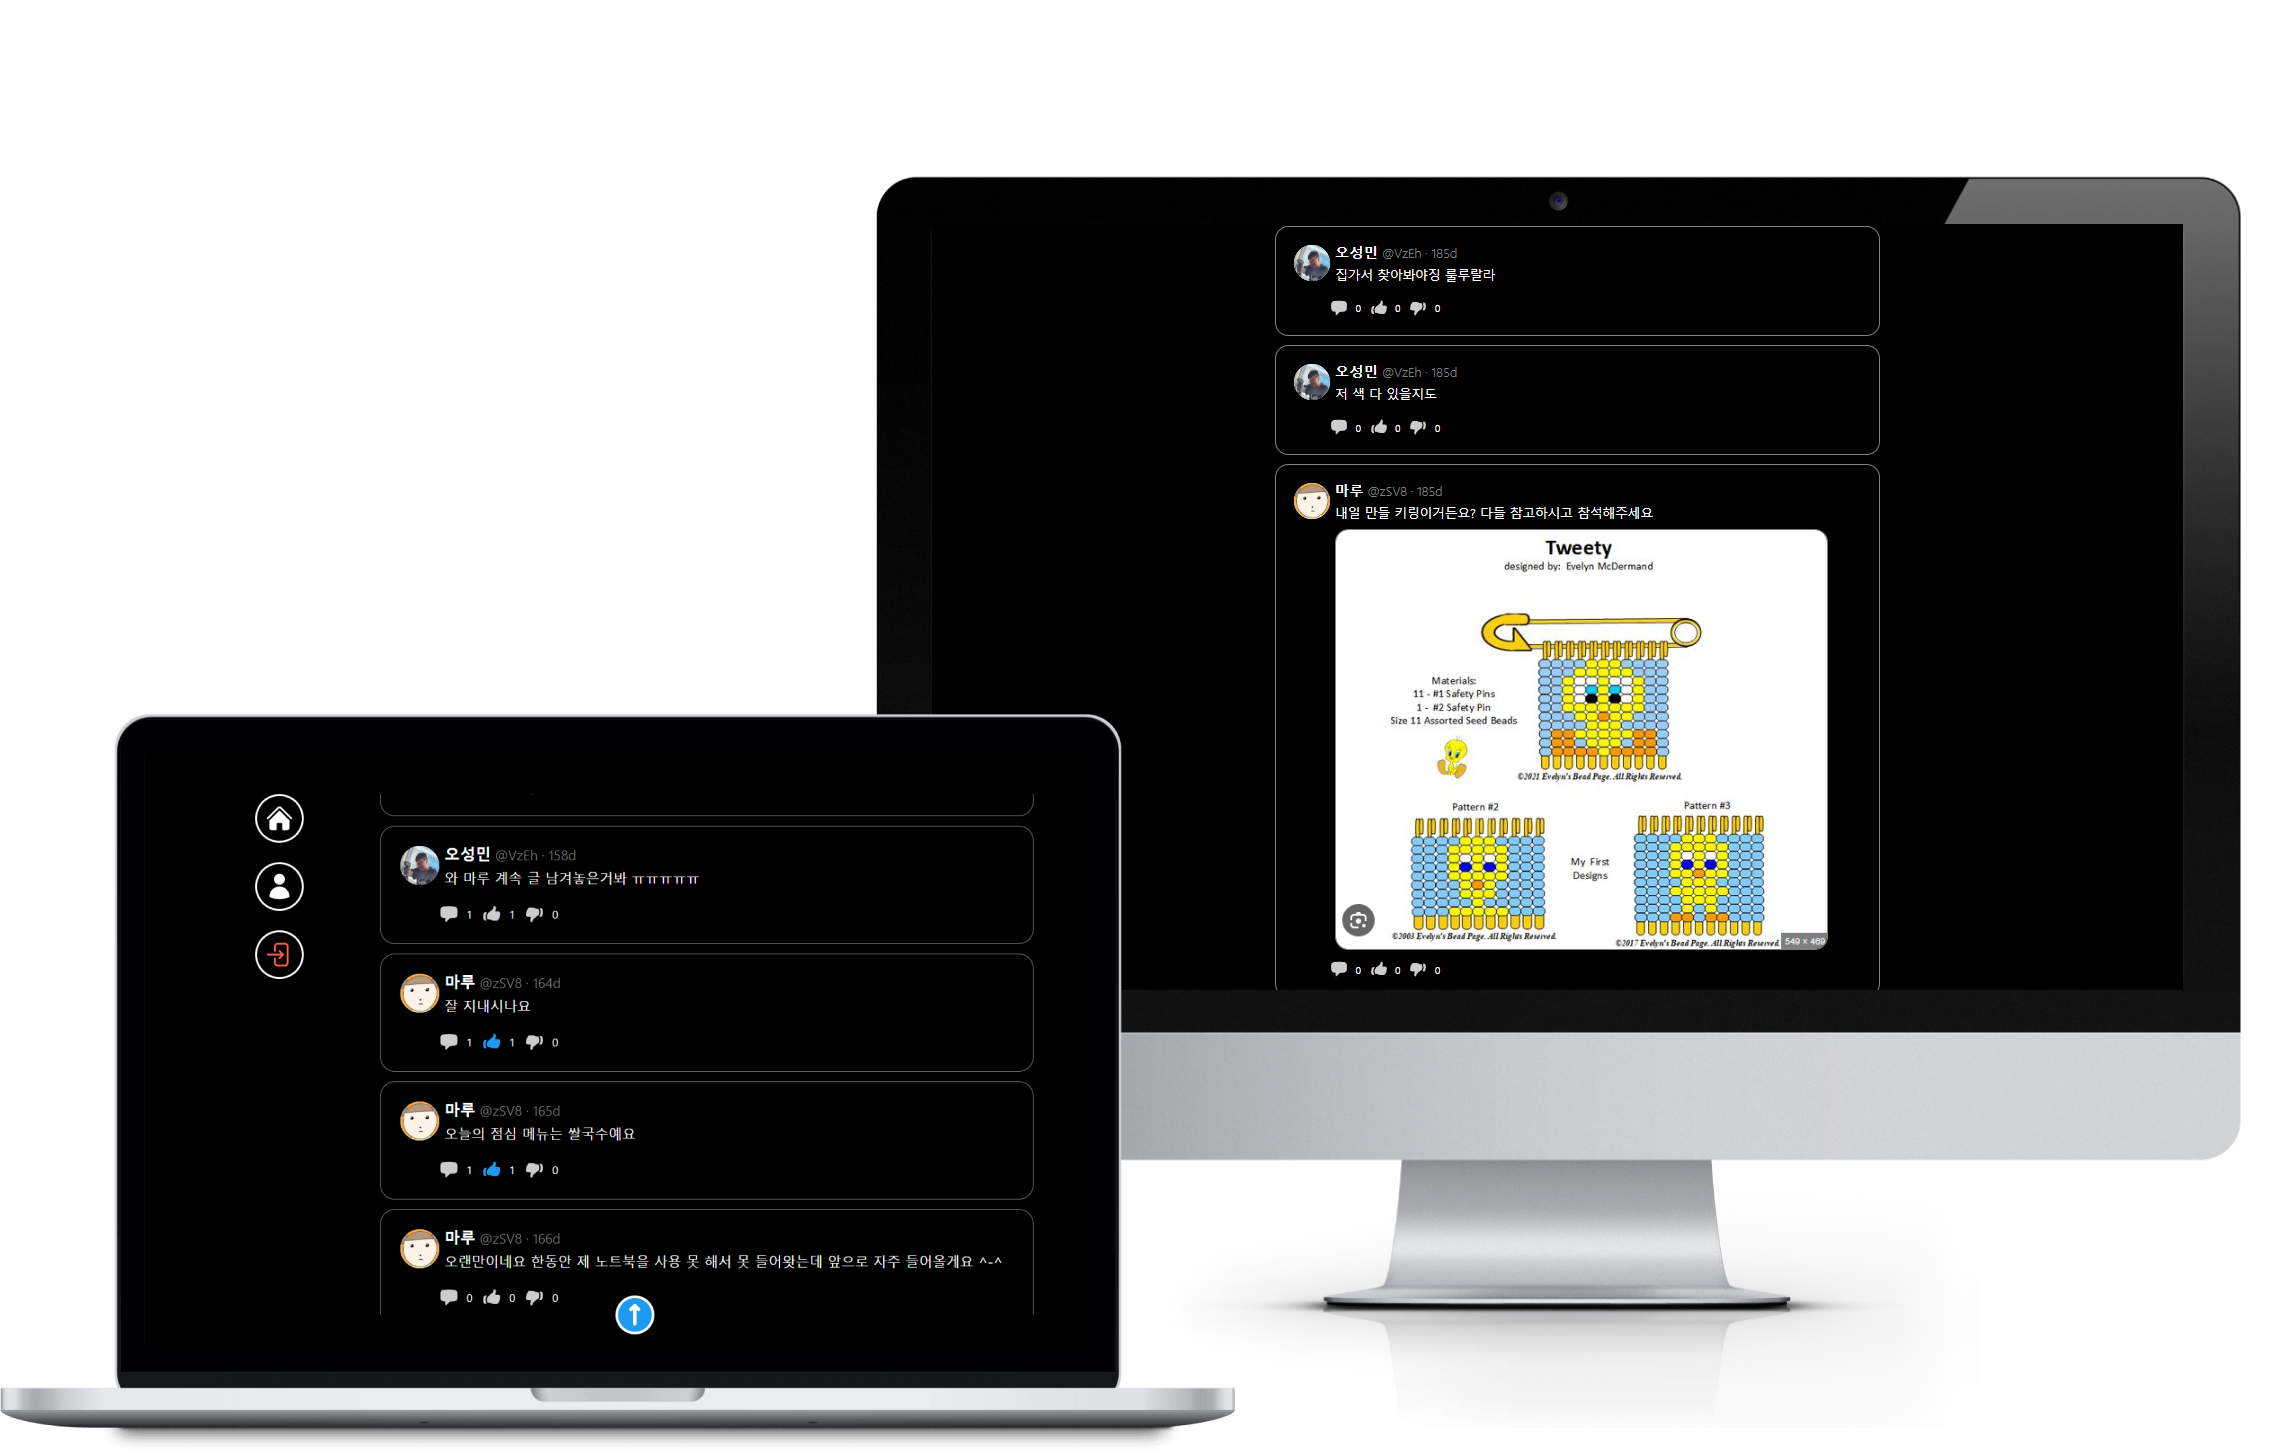 오성민 @VzEh · 185d
집가서 찾아봐야징 룰루랄라
0 0 0
오성민 @VzEh · 185d
저 색 다 있을지도
0 0 0
마루 @zSV8 · 185d
내일 만들 키링이거든요? 다들 참고하시고 참석해주세요
Tweety
designed by: Evelyn McDermand
Materials:
11 - #1 Safety Pins
1 - #2 Safety Pin
Size 11 Assorted Seed Beads
©2021 Evelyn's Bead Page. All Rights Reserved.
Pattern #2
Pattern #3
My First
Designs
©2003 Evelyn's Bead Page. All Rights Reserved.
©2017 Evelyn's Bead Page. All Rights Reserved.
549 × 469
0 0 0
오성민 @VzEh · 158d
와 마루 계속 글 남겨놓은거봐 ㅠㅠㅠㅠㅠ
1 1 0
마루 @zSV8 · 164d
잘 지내시나요
1 1 0
마루 @zSV8 · 165d
오늘의 점심 메뉴는 쌀국수예요
1 1 0
마루 @zSV8 · 166d
오랜만이네요 한동안 제 노트북을 사용 못 해서 못 들어왓는데 앞으로 자주 들어올게요 ^-^
0 0 0